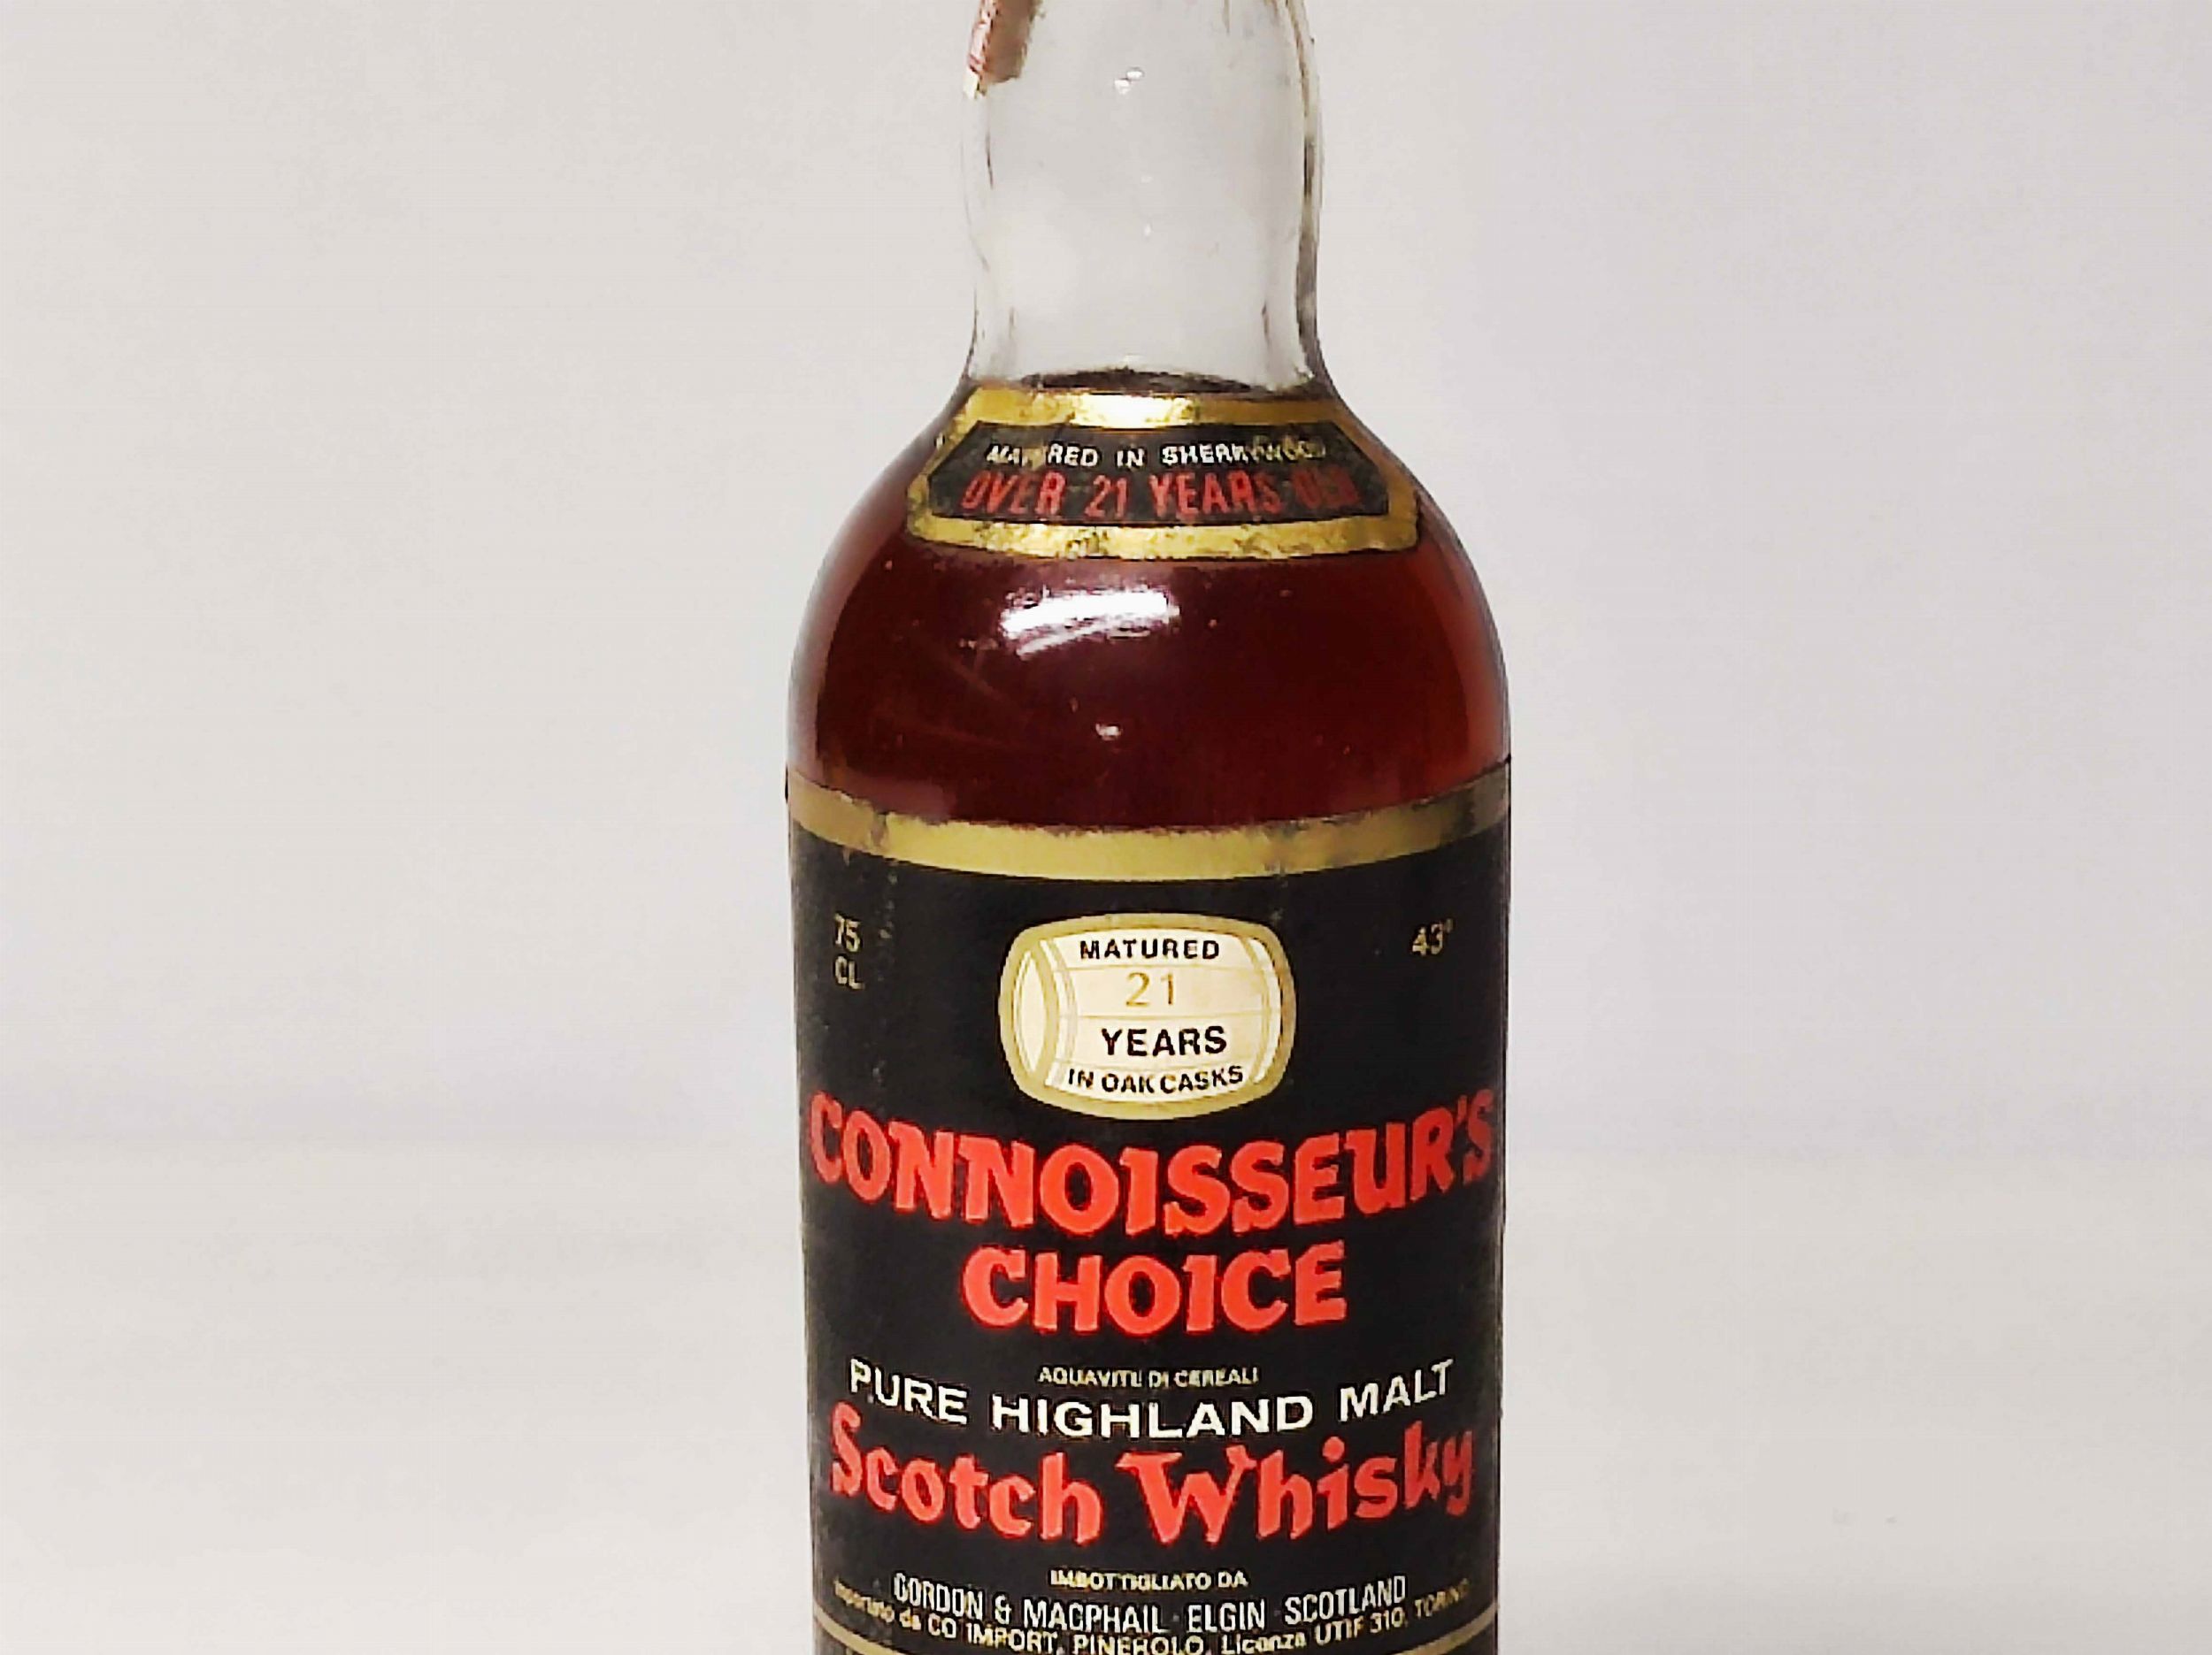 MATURED IN SHERRYWOOD
OVER 21 YEARS OLD
75
CL
43°
MATURED
21
YEARS
IN OAK CASKS
CONNOISSEUR'S
CHOICE
AQUAVITE DI CEREALI
PURE HIGHLAND MALT
Scotch Whisky
IMBOTTIGLIATO DA
GORDON & MACPHAIL · ELGIN · SCOTLAND
Importato da CO IMPORT, PINEROLO, Licenza UTIF 310, TORINO